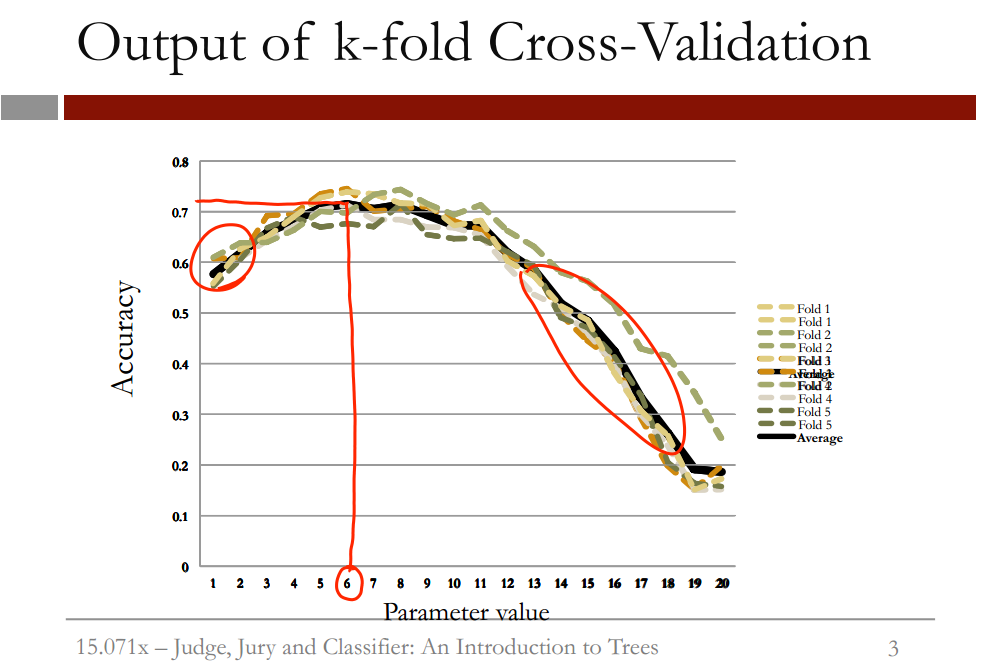 Output of k-fold Cross-Validation
0.8
0.7
0.6
0.5
0.4
0.3
0.2
0.1
0
Accuracy
1 2 3 4 5 6 7 8 9 10 11 12 13 14 15 16 17 18 19 20
Parameter value
Fold 1
Fold 1
Fold 2
Fold 2
Average
Fold 4
Fold 5
Fold 5
Average
15.071x – Judge, Jury and Classifier: An Introduction to Trees
3